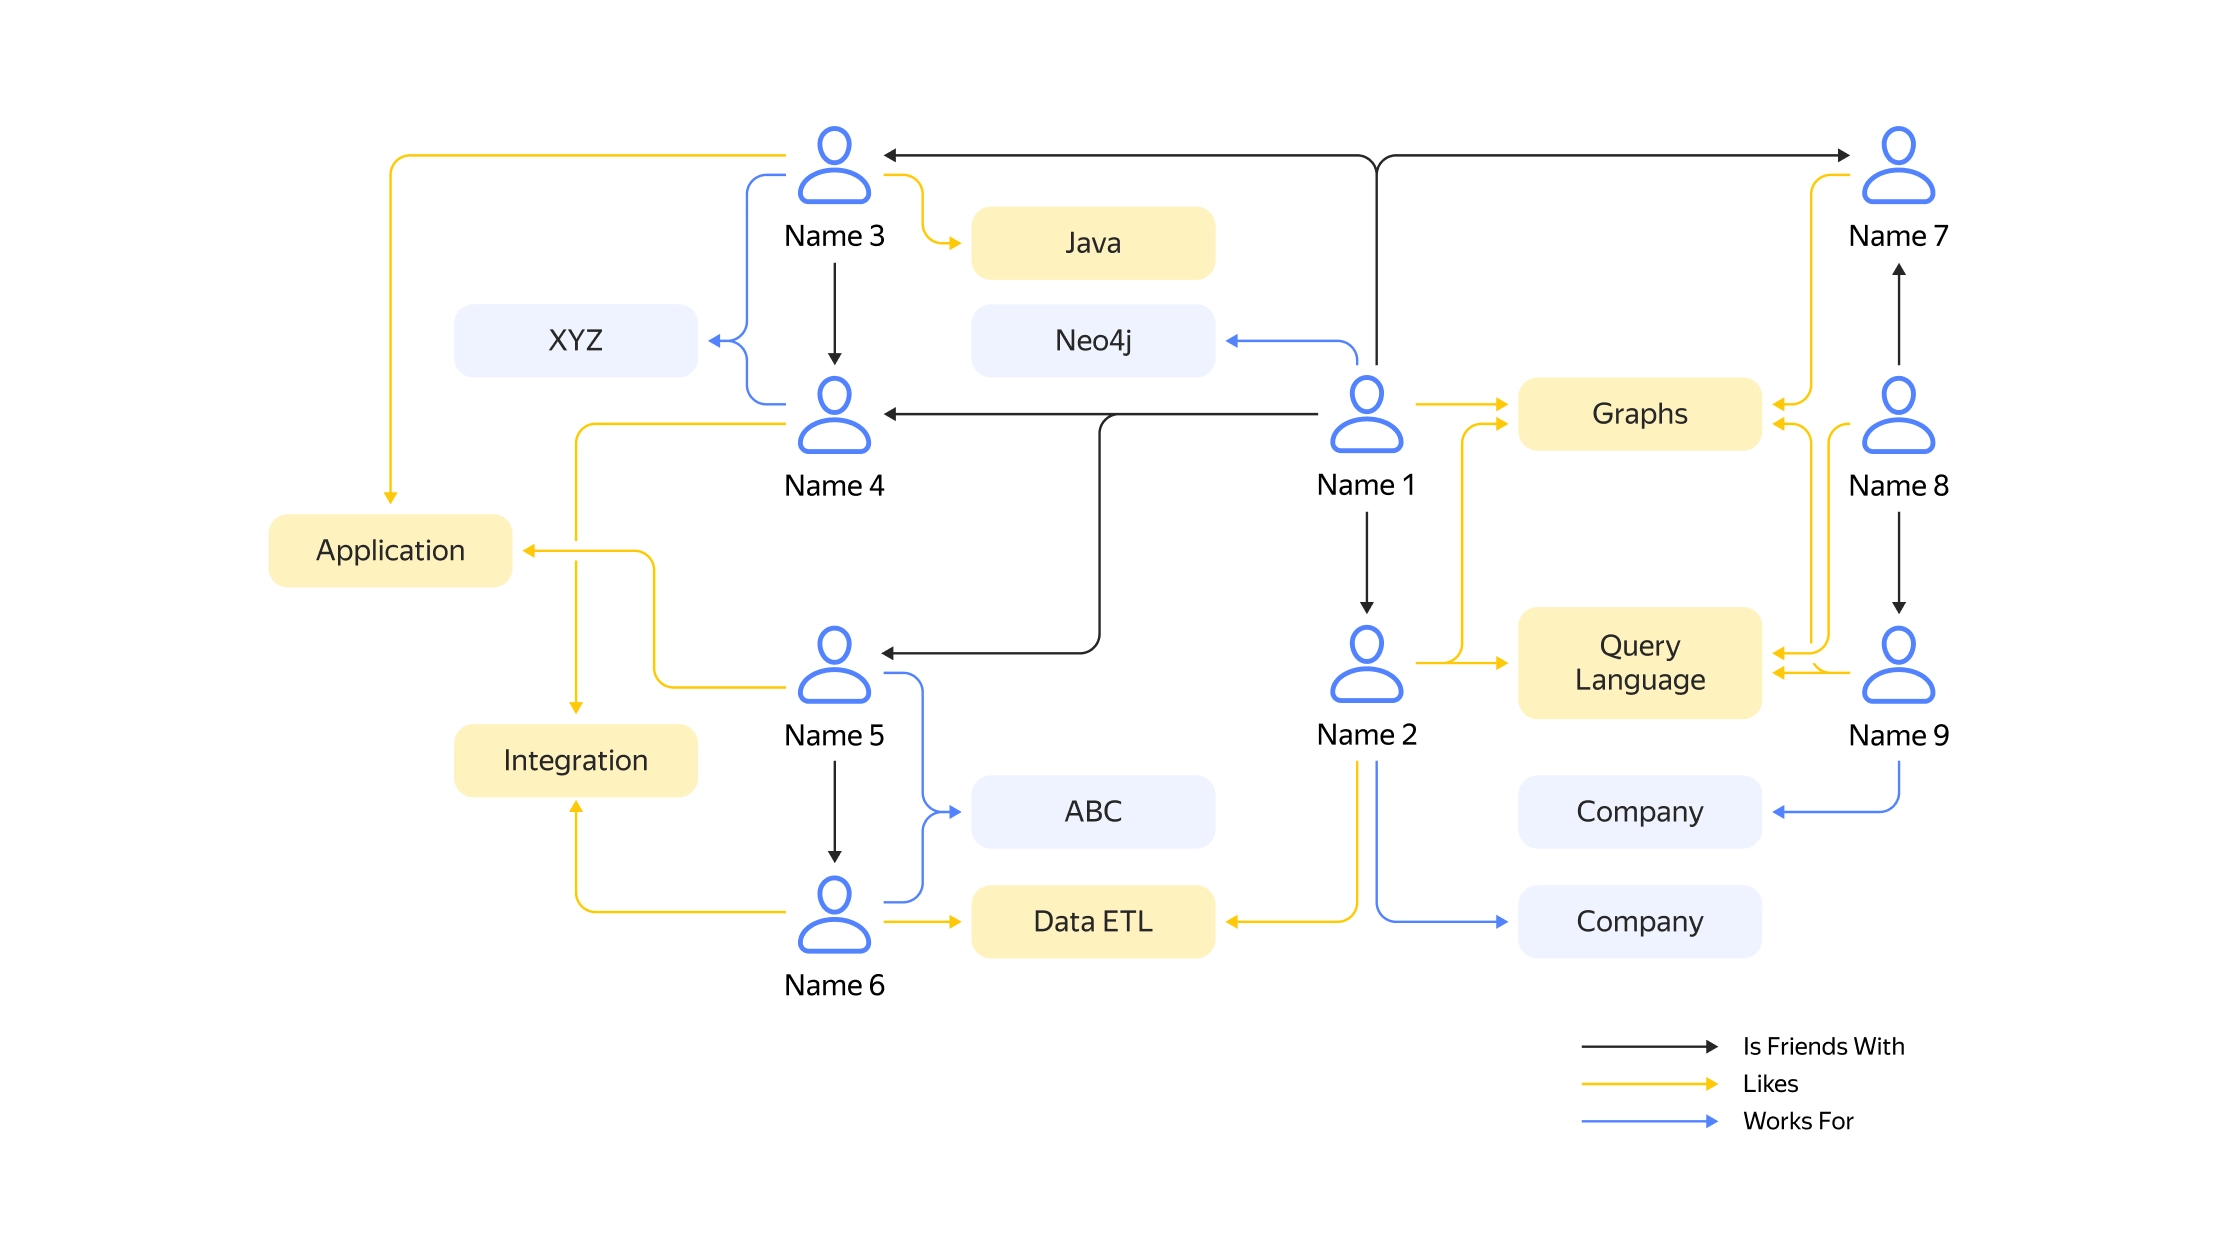 Name 3
Name 7
Java
XYZ
Neo4j
Graphs
Name 4
Name 1
Name 8
Application
Query
Language
Name 5
Name 2
Name 9
Integration
ABC
Company
Data ETL
Company
Name 6
Is Friends With
Likes
Works For